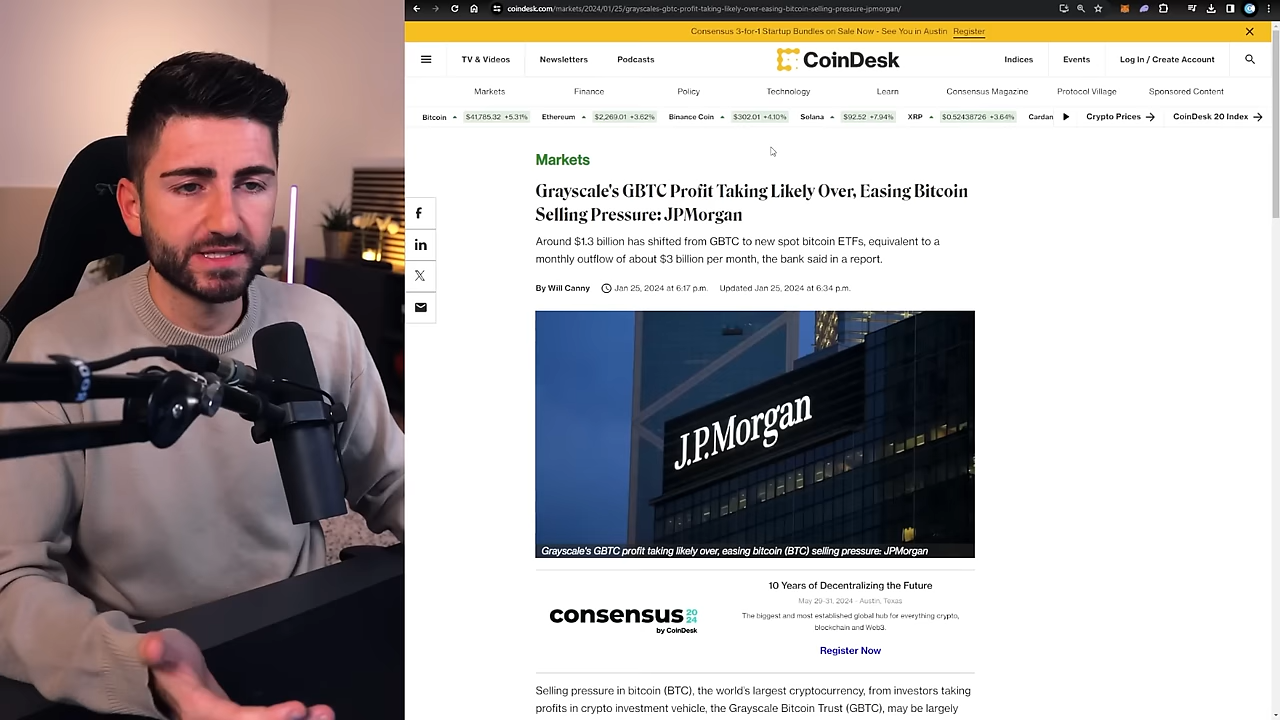 coindesk.com/markets/2024/01/25/grayscales-gbtc-profit-taking-likely-over-easing-bitcoin-selling-pressure-jpmorgan/
Consensus 3-for-1 Startup Bundles on Sale Now - See You in Austin Register
TV & Videos Newsletters Podcasts CoinDesk Indices Events Log In / Create Account
Markets Finance Policy Technology Learn Consensus Magazine Protocol Village Sponsored Content
Bitcoin $41,785.32 +5.31% Ethereum $2,269.01 +3.62% Binance Coin $302.01 +4.10% Solana $92.52 +7.94% XRP $0.52438726 +3.64% Cardan Crypto Prices CoinDesk 20 Index
Markets
Grayscale's GBTC Profit Taking Likely Over, Easing Bitcoin
Selling Pressure: JPMorgan
Around $1.3 billion has shifted from GBTC to new spot bitcoin ETFs, equivalent to a
monthly outflow of about $3 billion per month, the bank said in a report.
By Will Canny Jan 25, 2024 at 6:17 p.m. Updated Jan 25, 2024 at 6:34 p.m.
J.P.Morgan
Grayscale's GBTC profit taking likely over, easing bitcoin (BTC) selling pressure: JPMorgan
10 Years of Decentralizing the Future
May 29-31, 2024 - Austin, Texas
consensus 2024
by CoinDesk
The biggest and most established global hub for everything crypto,
blockchain and Web3.
Register Now
Selling pressure in bitcoin (BTC), the world's largest cryptocurrency, from investors taking
profits in crypto investment vehicle, the Grayscale Bitcoin Trust (GBTC), may be largely